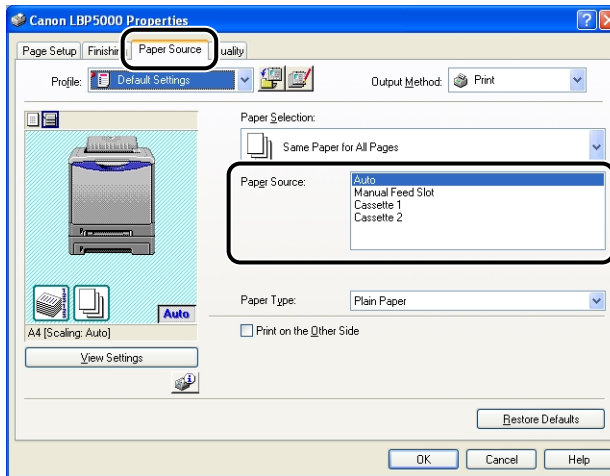 Canon LBP5000 Properties
Page Setup Finishin Paper Source uality
Profile: Default Settings Output Method: Print
Paper Selection:
Same Paper for All Pages
Paper Source: Auto
Manual Feed Slot
Cassette 1
Cassette 2
Auto
Paper Type: Plain Paper
A4 [Scaling: Auto]
Print on the Other Side
View Settings
Restore Defaults
OK Cancel Help